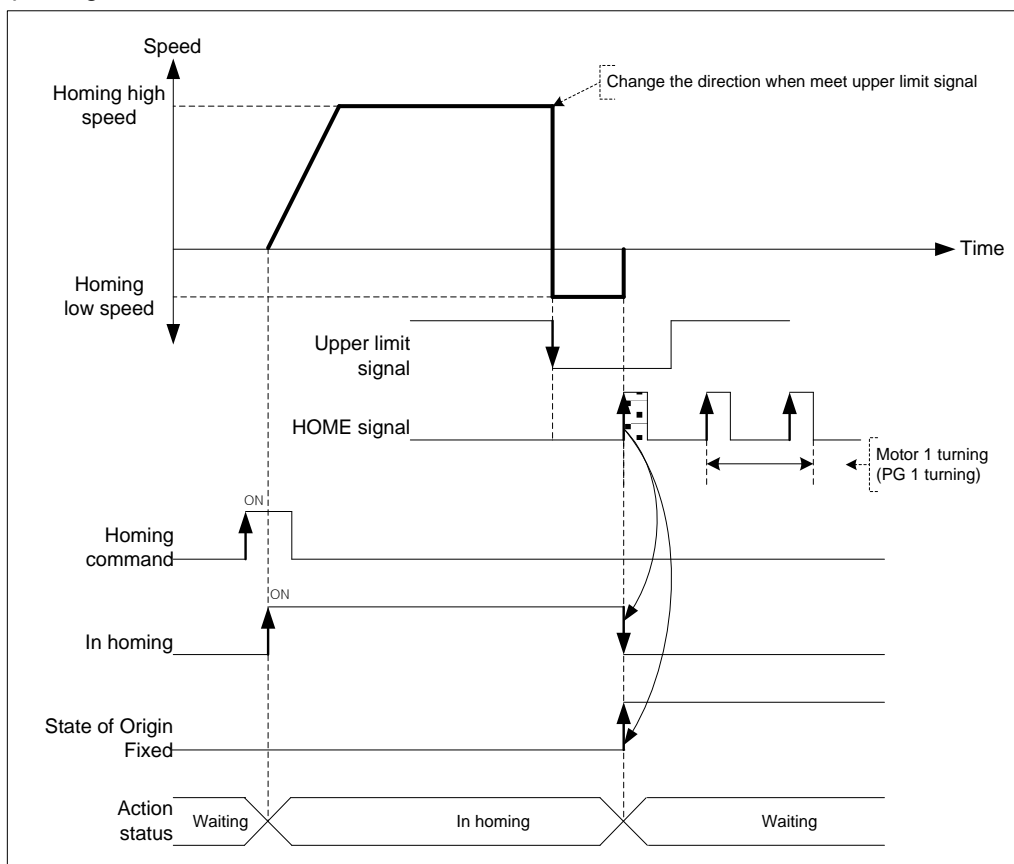 Speed
Homing high
speed
Change the direction when meet upper limit signal
Time
Homing
low speed
Upper limit
signal
HOME signal
Motor 1 turning
(PG 1 turning)
ON
Homing
command
ON
In homing
State of Origin
Fixed
Action
status
Waiting
In homing
Waiting